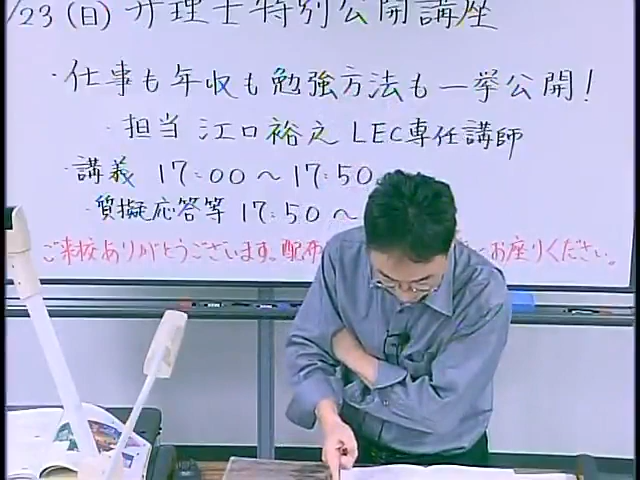 /23(日)弁理士特別公開講座
・仕事も年収も勉強方法も一挙公開!
・担当 江口裕之 LEC専任講師
・講義 17:00~17:50
・質擬応答等 17:50~
ご来校ありがとうございます。配布 お座りください。